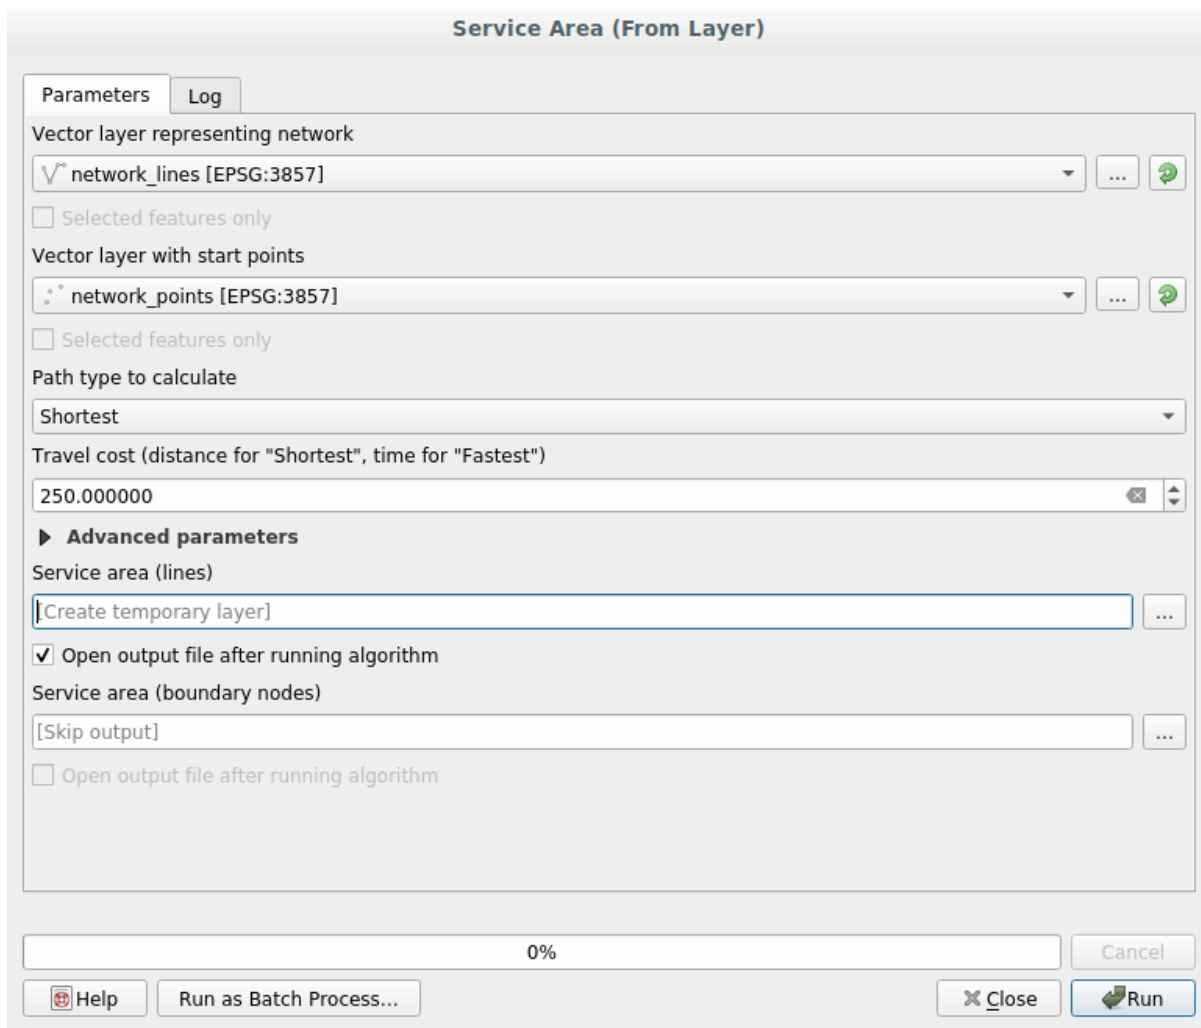 Service Area (From Layer)
Parameters Log
Vector layer representing network
network_lines [EPSG:3857] ...
Selected features only
Vector layer with start points
network_points [EPSG:3857] ...
Selected features only
Path type to calculate
Shortest
Travel cost (distance for "Shortest", time for "Fastest")
250.000000
Advanced parameters
Service area (lines)
[Create temporary layer] ...
Open output file after running algorithm
Service area (boundary nodes)
[Skip output] ...
Open output file after running algorithm
0% Cancel
Help Run as Batch Process... Close Run